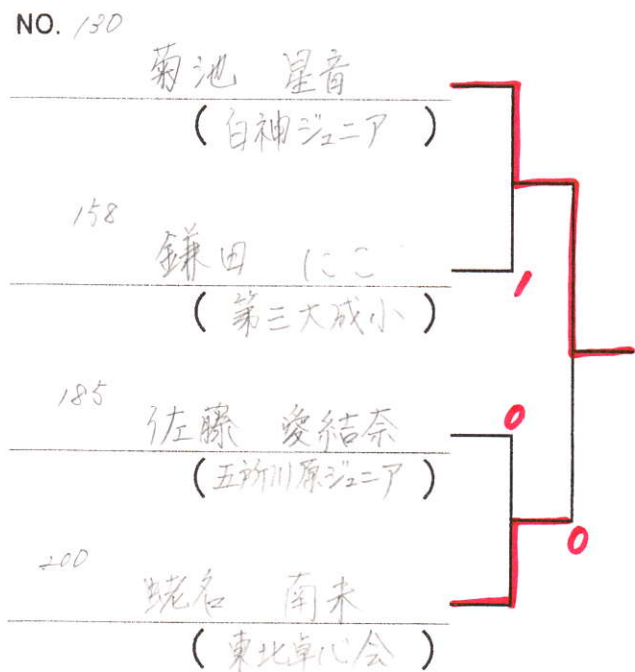 NO. 130
菊池 星音
(白神ジュニア)
158
鎌田 にこ
(第三大成小)
1
185
佐藤 愛結奈
0
(五所川原ジュニア)
0
200
蛯名 南未
(東北卓心会)